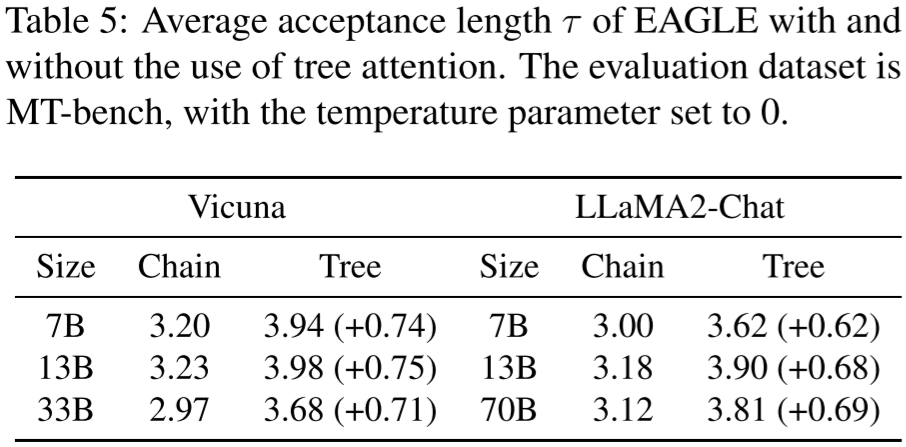 Table 5: Average acceptance length τ of EAGLE with and
without the use of tree attention. The evaluation dataset is
MT-bench, with the temperature parameter set to 0.
Vicuna LLaMA2-Chat
Size Chain Tree Size Chain Tree
7B 3.20 3.94 (+0.74) 7B 3.00 3.62 (+0.62)
13B 3.23 3.98 (+0.75) 13B 3.18 3.90 (+0.68)
33B 2.97 3.68 (+0.71) 70B 3.12 3.81 (+0.69)